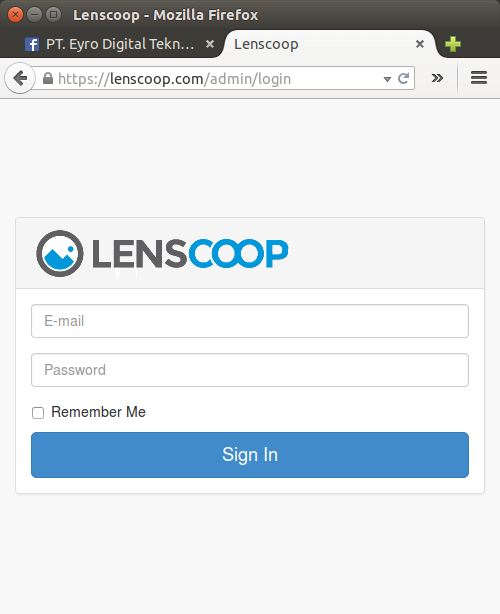 Lenscoop - Mozilla Firefox
PT. Eyro Digital Tekn...
Lenscoop
https://lenscoop.com/admin/login
LENSCOOP
E-mail
Password
Remember Me
Sign In